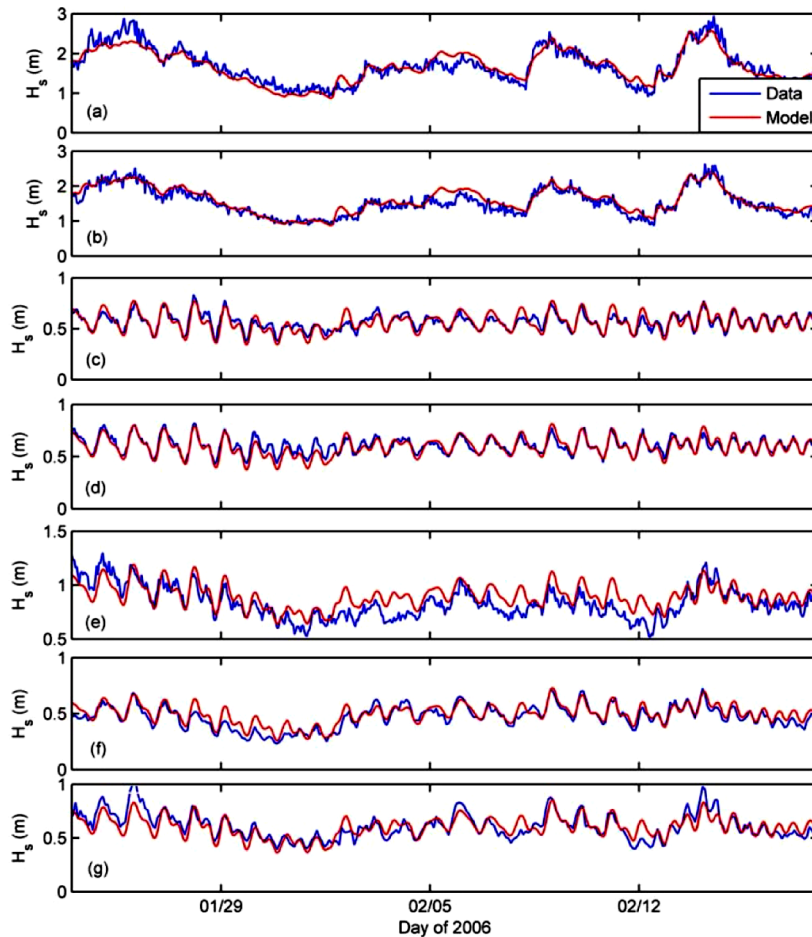 3
2
1
0
H_s (m)
(a)
Data
Model
3
2
1
0
H_s (m)
(b)
1
0.5
0
H_s (m)
(c)
1
0.5
0
H_s (m)
(d)
1.5
1
0.5
H_s (m)
(e)
1
0.5
0
H_s (m)
(f)
1
0.5
0
H_s (m)
(g)
01/29
02/05
02/12
Day of 2006